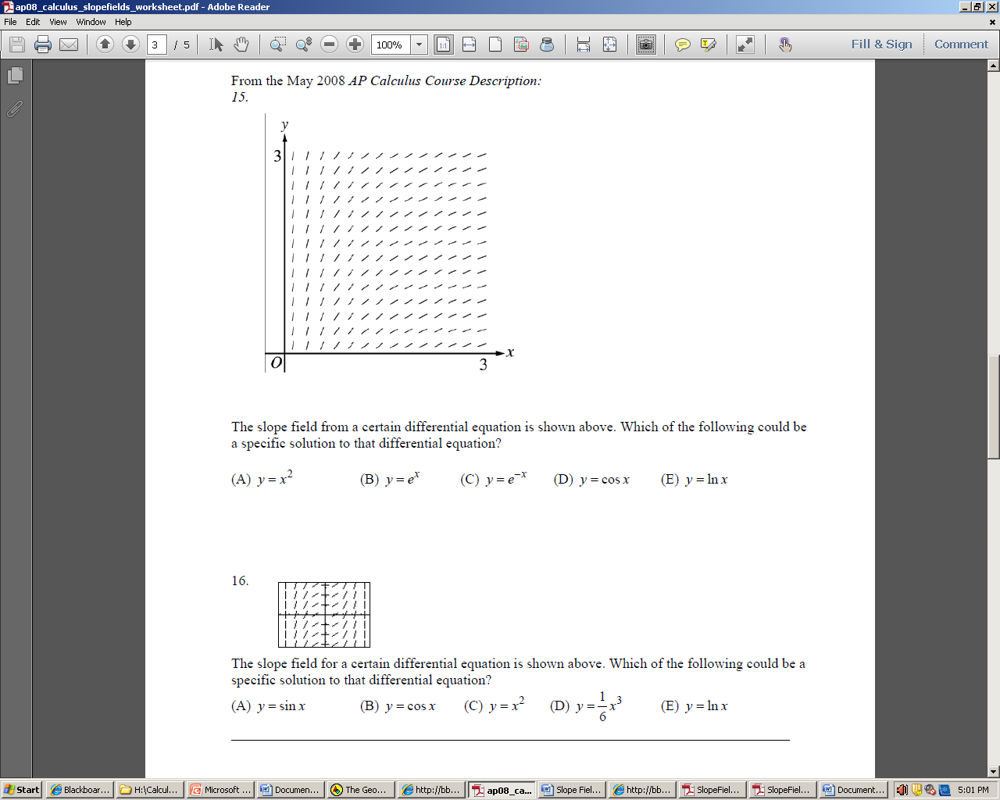 ap08_calculus_slopefields_worksheet.pdf - Adobe Reader
File Edit View Window Help
3 / 5 100% Fill & Sign Comment
From the May 2008 AP Calculus Course Description:
15.
y
3
O 3 x
The slope field from a certain differential equation is shown above. Which of the following could be
a specific solution to that differential equation?
(A) y = x² (B) y = eˣ (C) y = e⁻ˣ (D) y = cos x (E) y = ln x
16.
The slope field for a certain differential equation is shown above. Which of the following could be a
specific solution to that differential equation?
(A) y = sin x (B) y = cos x (C) y = x² (D) y = 1/6 x³ (E) y = ln x
Start Blackboar... H:\Calcul... Microsoft ... Documen... The Geo... http://bb... ap08_ca... Slope Fiel... http://bb... SlopeFiel... SlopeFiel... Document... 5:01 PM